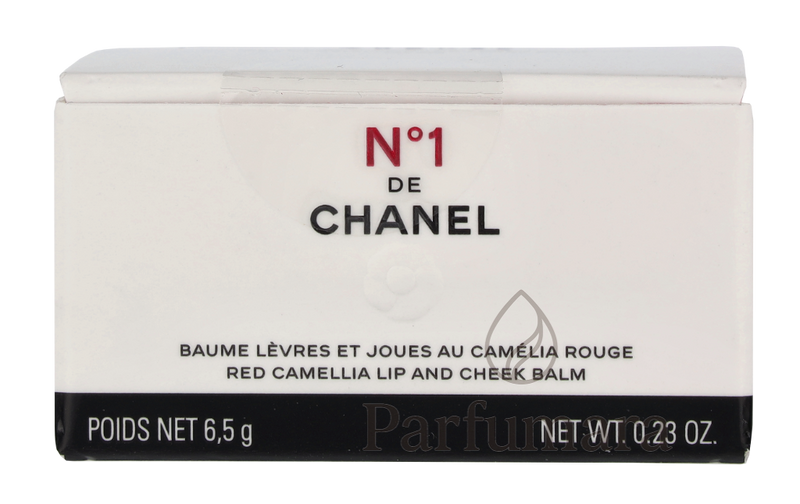 N°1
DE
CHANEL
BAUME LÈVRES ET JOUES AU CAMÉLIA ROUGE
RED CAMELLIA LIP AND CHEEK BALM
POIDS NET 6,5 g NET WT. 0.23 OZ.
Parfumara